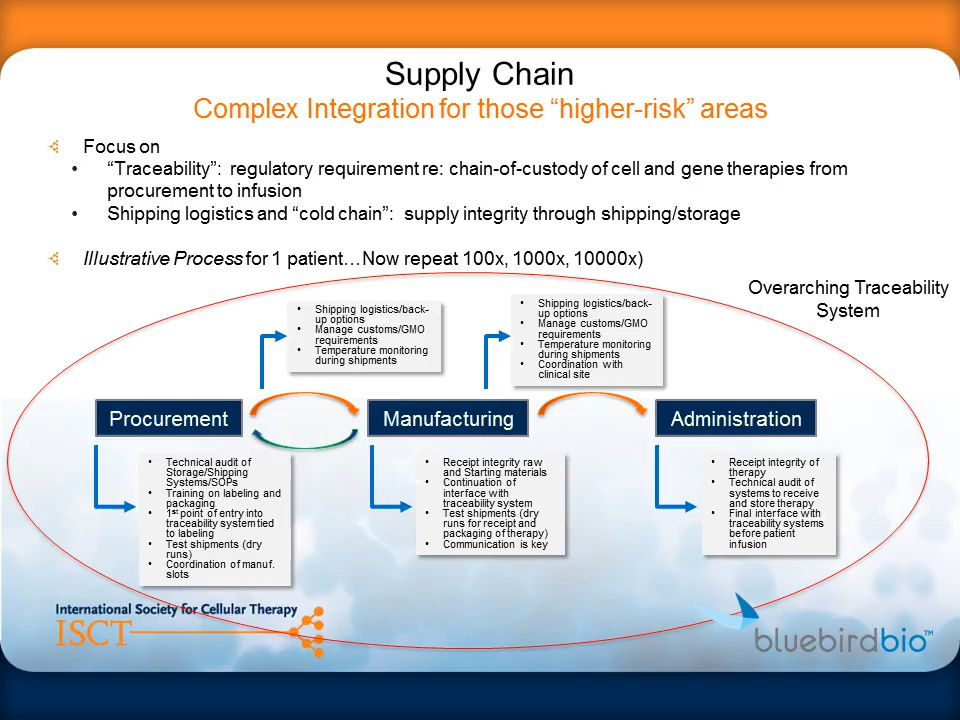 Supply Chain
Complex Integration for those “higher-risk” areas
Focus on
• “Traceability”: regulatory requirement re: chain-of-custody of cell and gene therapies from
procurement to infusion
• Shipping logistics and “cold chain”: supply integrity through shipping/storage
Illustrative Process for 1 patient…Now repeat 100x, 1000x, 10000x)
Overarching Traceability
System
• Shipping logistics/back-
up options
• Manage customs/GMO
requirements
• Temperature monitoring
during shipments
• Shipping logistics/back-
up options
• Manage customs/GMO
requirements
• Temperature monitoring
during shipments
• Coordination with
clinical site
Procurement
Manufacturing
Administration
• Technical audit of
Storage/Shipping
Systems/SOPs
• Training on labeling and
packaging
• 1st point of entry into
traceability system tied
to labeling
• Test shipments (dry
runs)
• Coordination of manuf.
slots
• Receipt integrity raw
and Starting materials
• Continuation of
interface with
traceability system
• Test shipments (dry
runs for receipt and
packaging of therapy)
• Communication is key
• Receipt integrity of
therapy
• Technical audit of
systems to receive
and store therapy
• Final interface with
traceability systems
before patient
infusion
International Society for Cellular Therapy
ISCT
bluebirdbio™